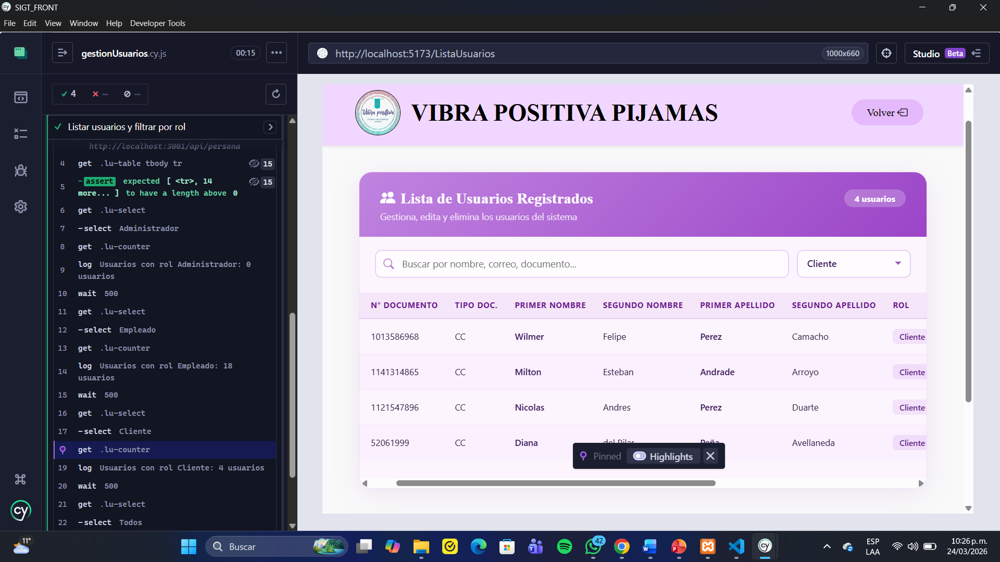 SIGT_FRONT
File Edit View Window Help Developer Tools
gestionUsuarios.cy.js 00:15
http://localhost:5173/ListaUsuarios 1000x660
Studio Beta
4 -- --
Listar usuarios y filtrar por rol
http://localhost:3001/api/persona
4 get .lu-table tbody tr 15
5 -assert expected [ <tr>, 14 more... ] to have a length above 0 15
6 get .lu-select
7 -select Administrador
8 get .lu-counter
9 log Usuarios con rol Administrador: 0 usuarios
10 wait 500
11 get .lu-select
12 -select Empleado
13 get .lu-counter
14 log Usuarios con rol Empleado: 18 usuarios
15 wait 500
16 get .lu-select
17 -select Cliente
get .lu-counter
19 log Usuarios con rol Cliente: 4 usuarios
20 wait 500
21 get .lu-select
22 -select Todos
cy
Vibra positiva
VIBRA POSITIVA PIJAMAS
Volver
Lista de Usuarios Registrados
4 usuarios
Gestiona, edita y elimina los usuarios del sistema
Buscar por nombre, correo, documento...
Cliente
N° DOCUMENTO TIPO DOC. PRIMER NOMBRE SEGUNDO NOMBRE PRIMER APELLIDO SEGUNDO APELLIDO ROL
1013586968 CC Wilmer Felipe Perez Camacho Cliente
1141314865 CC Milton Esteban Andrade Arroyo Cliente
1121547896 CC Nicolas Andres Perez Duarte Cliente
52061999 CC Diana del Pilar Peña Avellaneda Cliente
Pinned Highlights
11°
Buscar
42
ESP
LAA
10:26 p.m.
24/03/2026